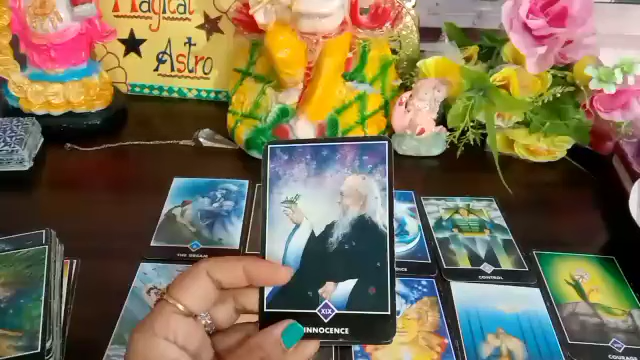 Magical
Astro
THE DREAM
CONTROL
XIX
INNOCENCE